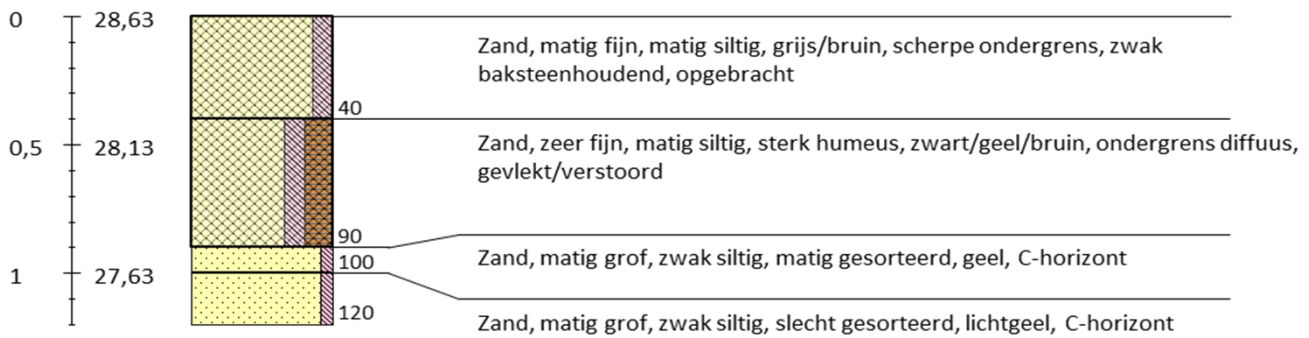 0 28,63
Zand, matig fijn, matig siltig, grijs/bruin, scherpe ondergrens, zwak
baksteenhoudend, opgebracht
40
0,5 28,13
Zand, zeer fijn, matig siltig, sterk humeus, zwart/geel/bruin, ondergrens diffuus,
gevlekt/verstoord
90
Zand, matig grof, zwak siltig, matig gesorteerd, geel, C-horizont
100
1 27,63
120
Zand, matig grof, zwak siltig, slecht gesorteerd, lichtgeel, C-horizont